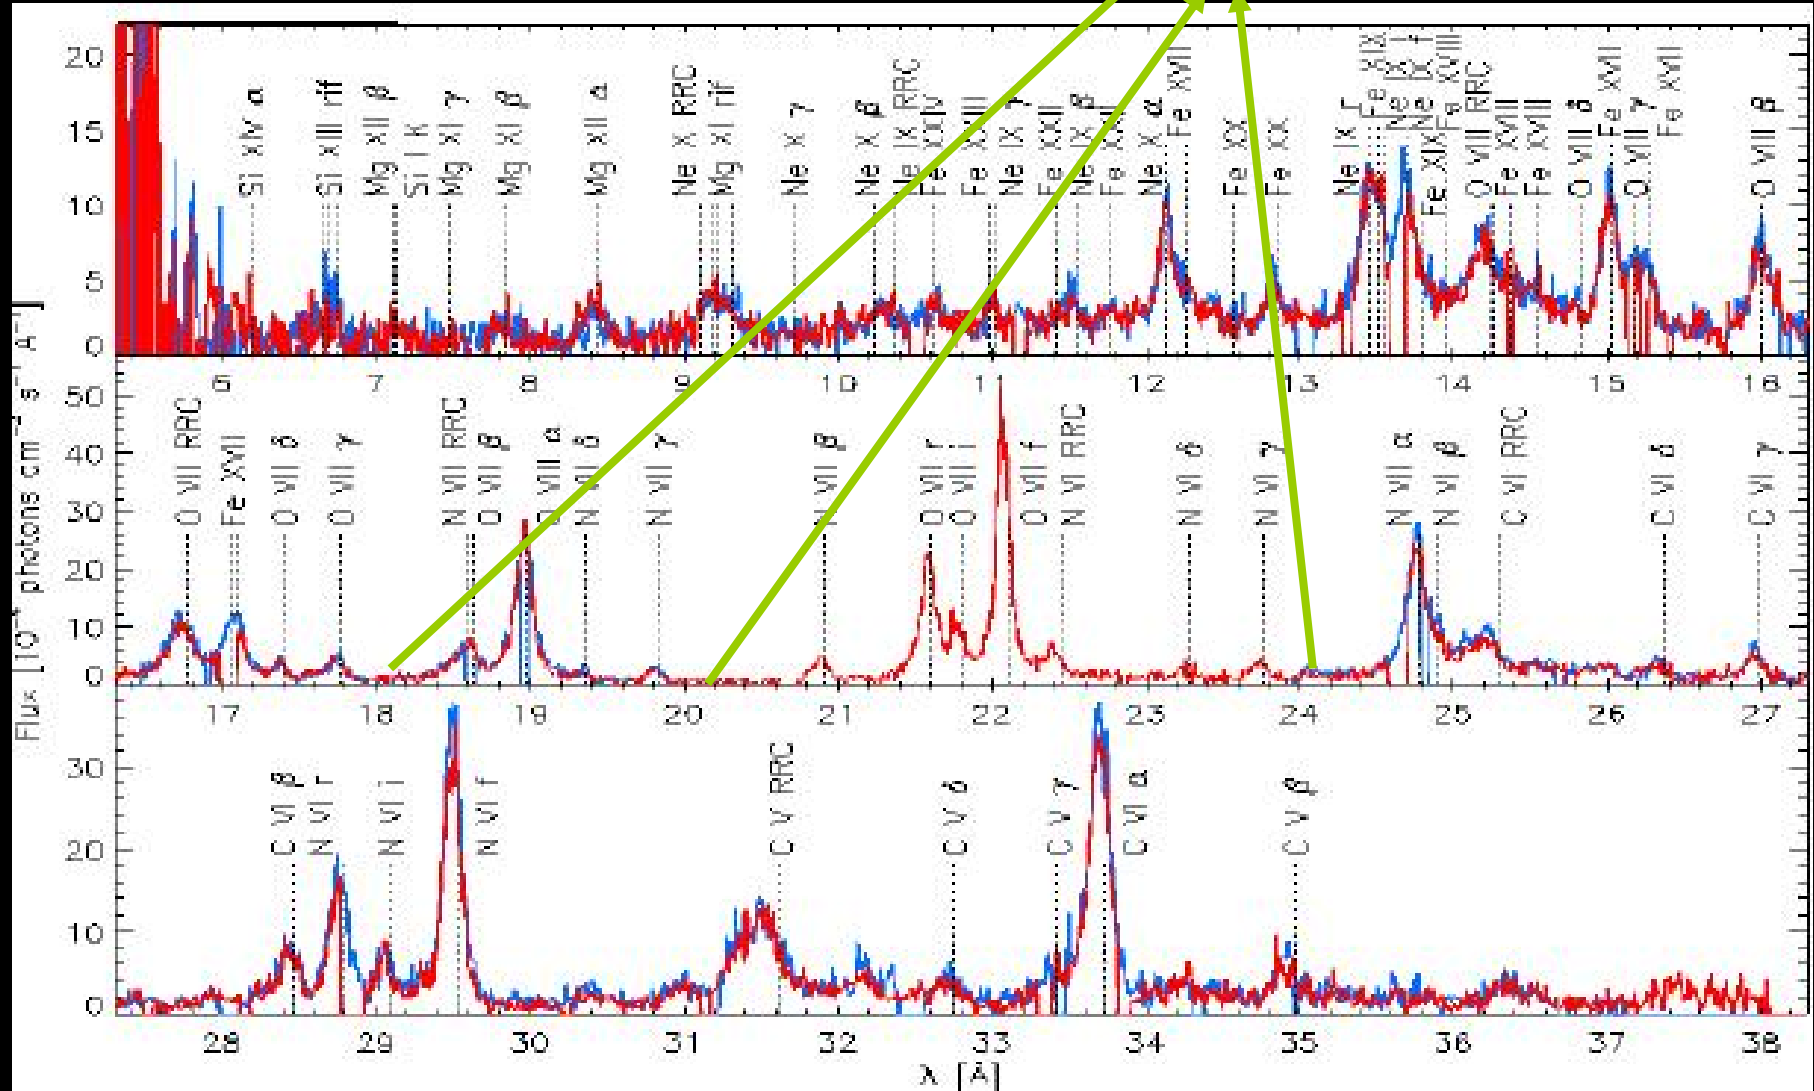 Flux [10⁻⁴ photons cm⁻² s⁻¹ Å⁻¹]
20
15
10
5
0
Si XIV α
Si XIII rif
Mg XII β
Si I K
Mg XI γ
Mg XI β
Mg XII α
Ne X RRC
Mg XI rif
Ne X γ
Ne X β
Ne IX RRC
Fe XXIV
Ne IX γ
Fe XXII
Ne IX β
Ne X α
Fe XVII
Fe XX
Fe XX
Ne IX r
Fe XIX
Ne IX i
Ne IX f
Fe XIX
Fe XVIII
O VIII RRC
Fe XVIII
Fe XVIII
O VIII δ
Fe XVII
O VIII γ
Fe XVII
O VIII β
6 7 8 9 10 11 12 13 14 15 16
50
40
30
20
10
0
O VII RRC
Fe XVII
O VII δ
O VII γ
N VII RRC
O VII β
O VIII α
N VII δ
N VII γ
N VII β
O VII r
O VII i
O VII f
N VI RRC
N VI δ
N VI γ
N VII α
N VI β
C VI RRC
C VI δ
C VI γ
17 18 19 20 21 22 23 24 25 26 27
30
20
10
0
C VI β
N VI r
N VI i
N VI f
C V RRC
C V δ
C V γ
C VI α
C V β
28 29 30 31 32 33 34 35 36 37 38
λ [Å]